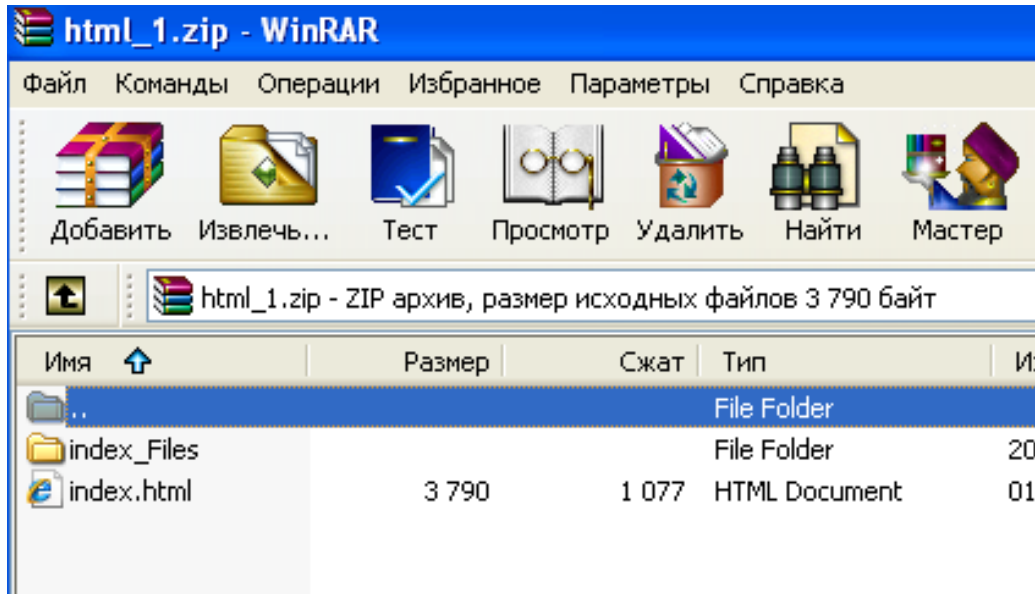 html_1.zip - WinRAR
Файл Команды Операции Избранное Параметры Справка
Добавить Извлечь... Тест Просмотр Удалить Найти Мастер
html_1.zip - ZIP архив, размер исходных файлов 3 790 байт
Имя Размер Сжат Тип
.. File Folder
index_Files File Folder 20
index.html 3 790 1 077 HTML Document 01